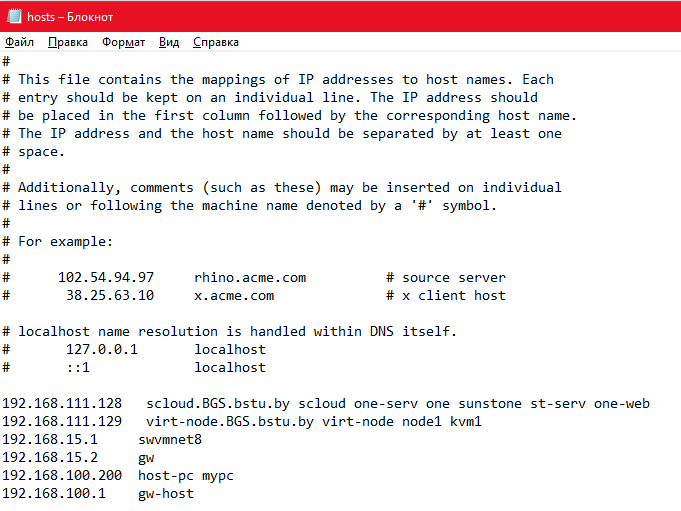 hosts – Блокнот
Файл Правка Формат Вид Справка
#
# This file contains the mappings of IP addresses to host names. Each
# entry should be kept on an individual line. The IP address should
# be placed in the first column followed by the corresponding host name.
# The IP address and the host name should be separated by at least one
# space.
#
# Additionally, comments (such as these) may be inserted on individual
# lines or following the machine name denoted by a '#' symbol.
#
# For example:
#
#      102.54.94.97     rhino.acme.com          # source server
#       38.25.63.10     x.acme.com              # x client host

# localhost name resolution is handled within DNS itself.
#       127.0.0.1       localhost
#       ::1             localhost

192.168.111.128   scloud.BGS.bstu.by scloud one-serv one sunstone st-serv one-web
192.168.111.129   virt-node.BGS.bstu.by virt-node node1 kvm1
192.168.15.1     swvmnet8
192.168.15.2     gw
192.168.100.200  host-pc mypc
192.168.100.1    gw-host